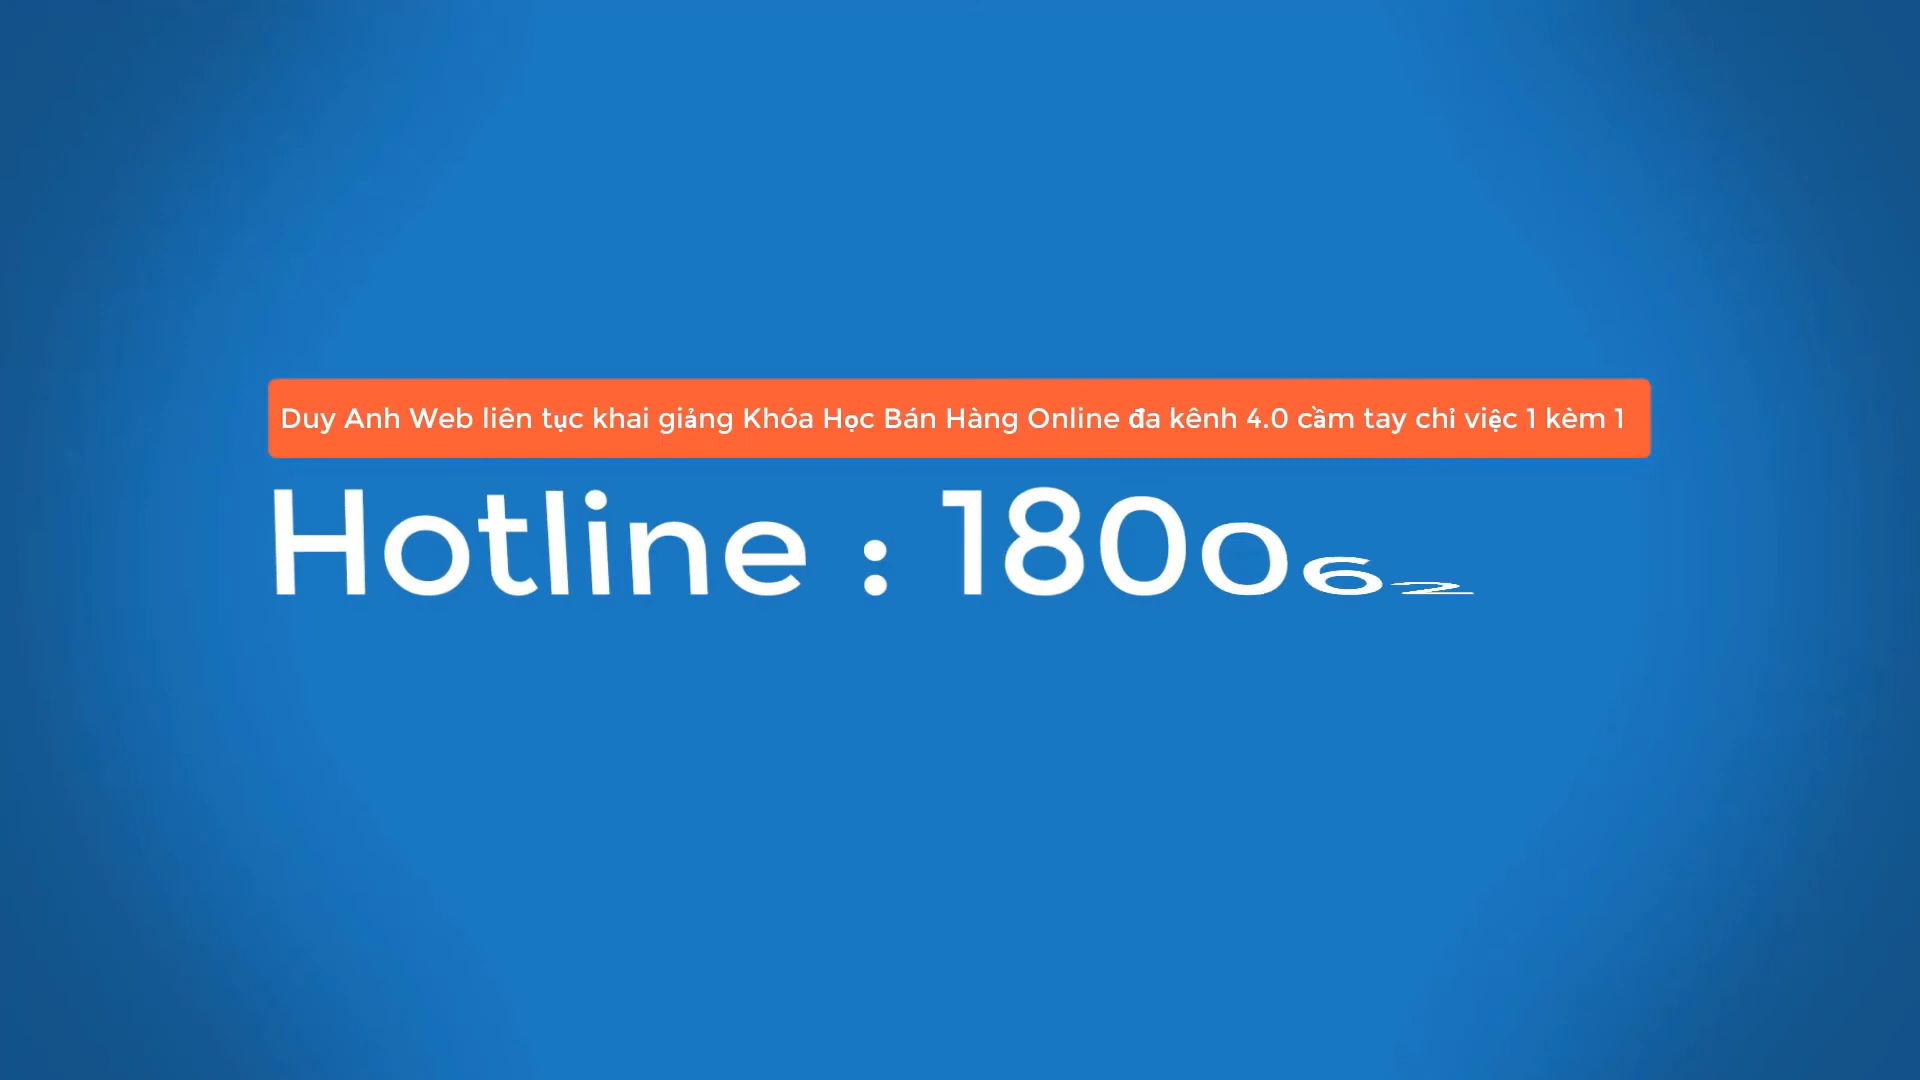 Duy Anh Web liên tục khai giảng Khóa Học Bán Hàng Online đa kênh 4.0 cầm tay chỉ việc 1 kèm 1
Hotline : 180062